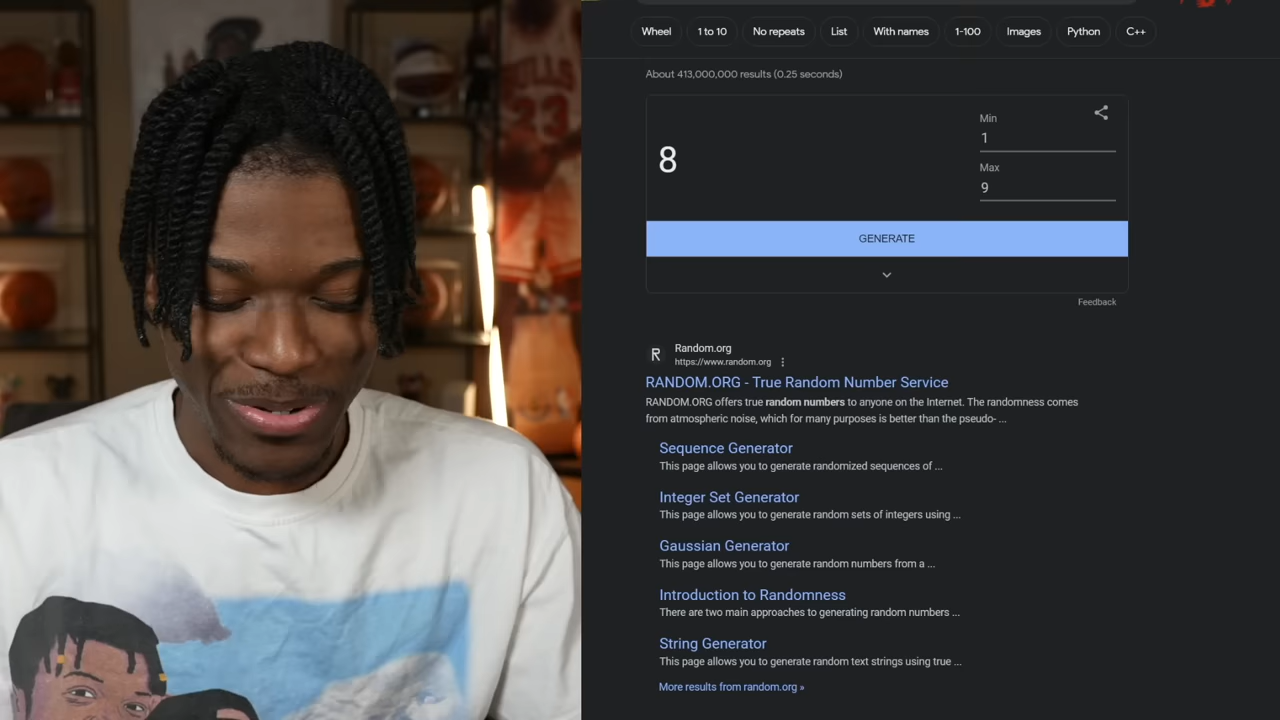 Wheel
1 to 10
No repeats
List
With names
1-100
Images
Python
C++
About 413,000,000 results (0.25 seconds)
Min
1
8
Max
9
GENERATE
Feedback
R
Random.org
https://www.random.org
RANDOM.ORG - True Random Number Service
RANDOM.ORG offers true random numbers to anyone on the Internet. The randomness comes
from atmospheric noise, which for many purposes is better than the pseudo- ...
Sequence Generator
This page allows you to generate randomized sequences of ...
Integer Set Generator
This page allows you to generate random sets of integers using ...
Gaussian Generator
This page allows you to generate random numbers from a ...
Introduction to Randomness
There are two main approaches to generating random numbers ...
String Generator
This page allows you to generate random text strings using true ...
More results from random.org »
BULLS
23